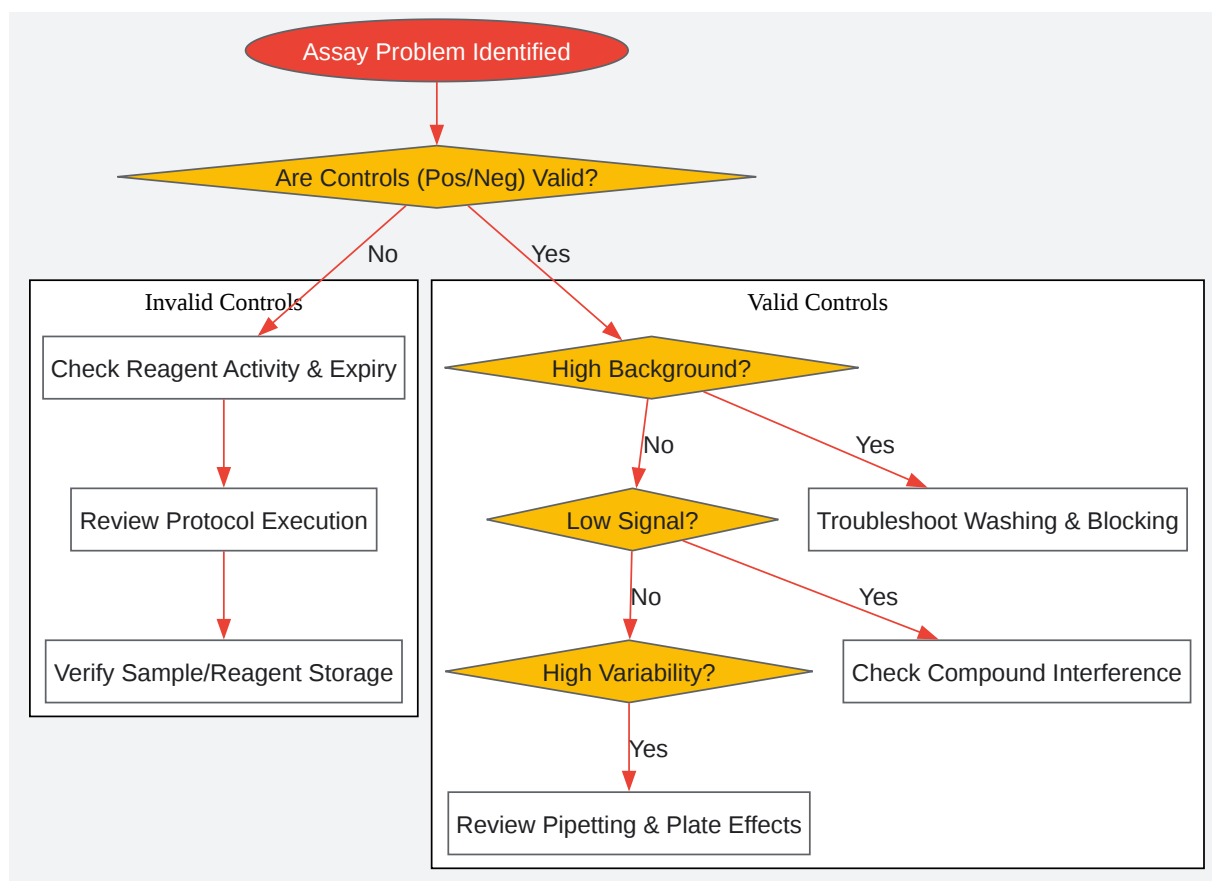 Assay Problem Identified
Are Controls (Pos/Neg) Valid?
No
Yes
Invalid Controls
Check Reagent Activity & Expiry
Review Protocol Execution
Verify Sample/Reagent Storage
Valid Controls
High Background?
No
Yes
Low Signal?
Troubleshoot Washing & Blocking
No
Yes
High Variability?
Check Compound Interference
Yes
Review Pipetting & Plate Effects